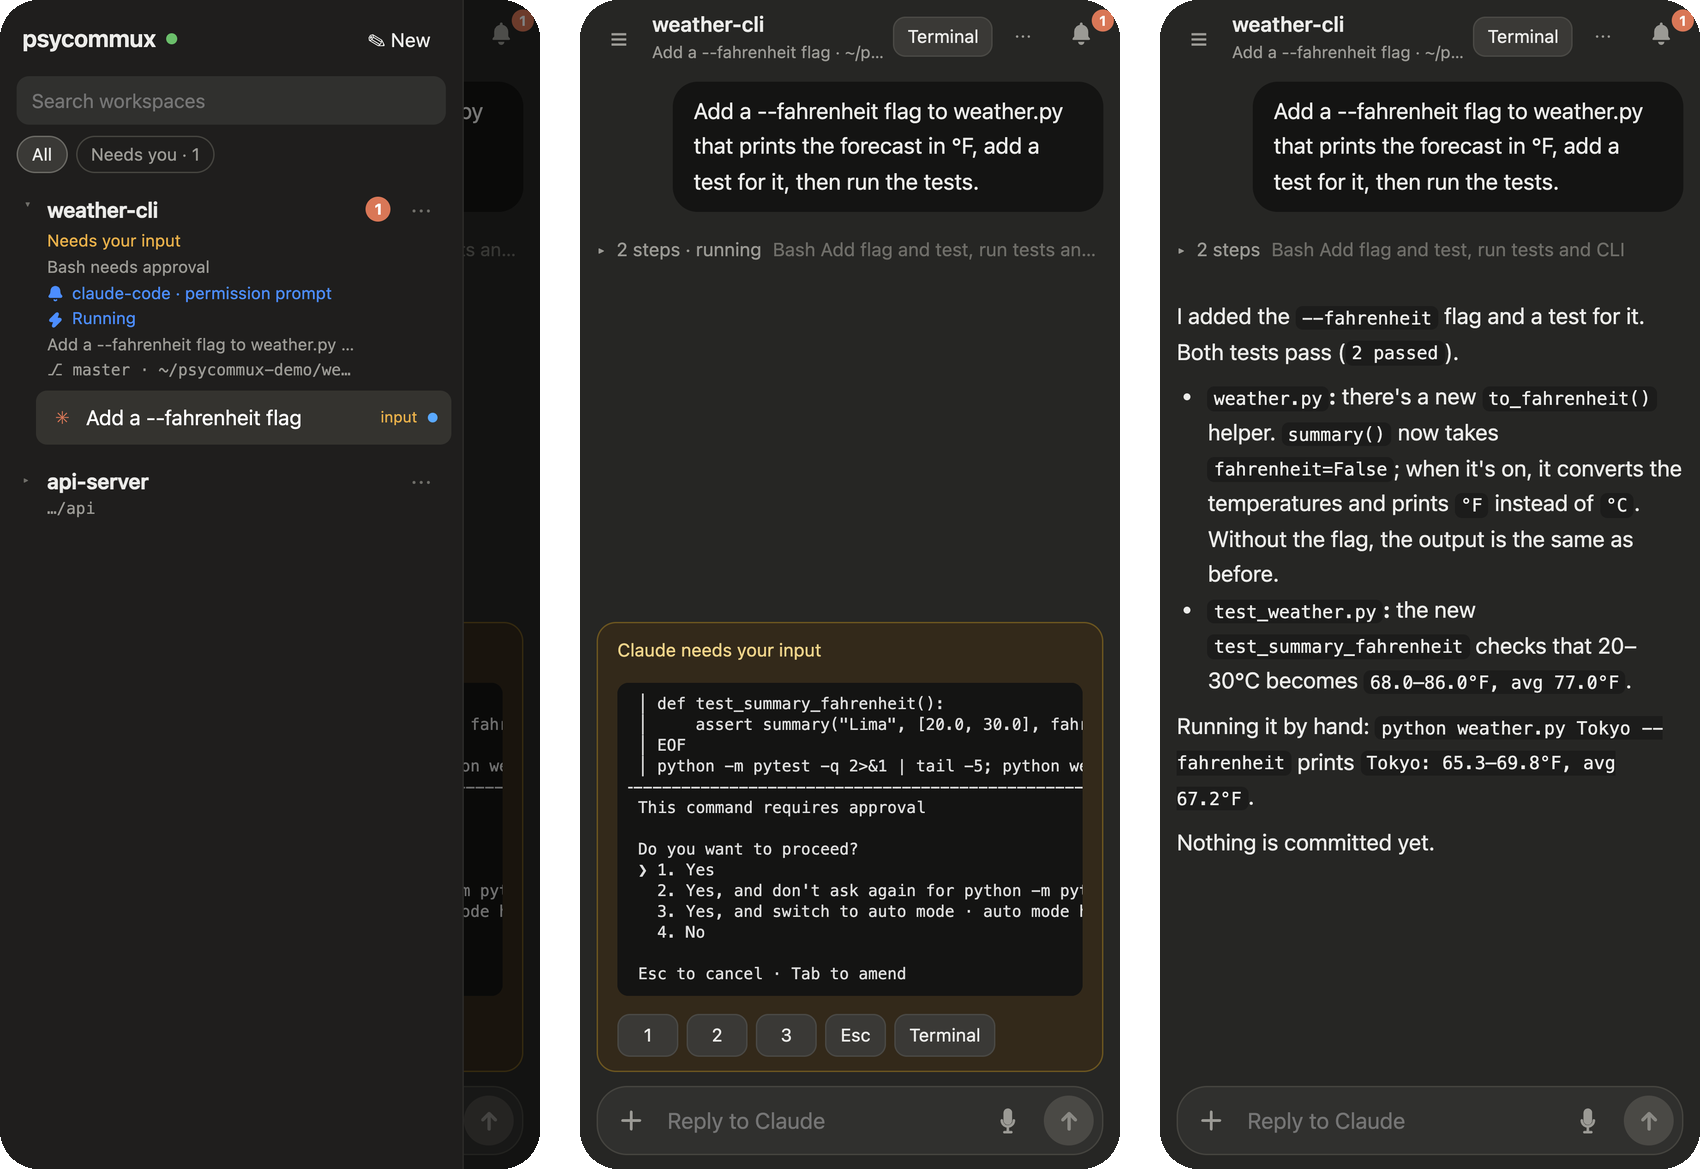 psycommux
New
1
Search workspaces
All
Needs you · 1
weather-cli
1
···
Needs your input
Bash needs approval
claude-code · permission prompt
Running
Add a --fahrenheit flag to weather.py ...
master · ~/psycommux-demo/we…
Add a --fahrenheit flag
input
api-server
···
…/api
py
ts an...
fahr
on we
m pyt
ode h
weather-cli
Add a --fahrenheit flag · ~/p...
Terminal
···
1
Add a --fahrenheit flag to weather.py
that prints the forecast in °F, add a
test for it, then run the tests.
2 steps · running Bash Add flag and test, run tests an...
Claude needs your input
│ def test_summary_fahrenheit():
│     assert summary("Lima", [20.0, 30.0], fahr
│ EOF
│ python -m pytest -q 2>&1 | tail -5; python we
This command requires approval
Do you want to proceed?
❯ 1. Yes
2. Yes, and don't ask again for python -m pyt
3. Yes, and switch to auto mode · auto mode h
4. No
Esc to cancel · Tab to amend
1
2
3
Esc
Terminal
Reply to Claude
weather-cli
Add a --fahrenheit flag · ~/p...
Terminal
···
1
Add a --fahrenheit flag to weather.py
that prints the forecast in °F, add a
test for it, then run the tests.
2 steps Bash Add flag and test, run tests and CLI
I added the --fahrenheit flag and a test for it.
Both tests pass ( 2 passed ).
• weather.py : there's a new to_fahrenheit()
helper. summary() now takes
fahrenheit=False ; when it's on, it converts the
temperatures and prints °F instead of °C .
Without the flag, the output is the same as
before.
• test_weather.py : the new
test_summary_fahrenheit checks that 20–
30°C becomes 68.0–86.0°F, avg 77.0°F .
Running it by hand: python weather.py Tokyo --
fahrenheit prints Tokyo: 65.3–69.8°F, avg
67.2°F .
Nothing is committed yet.
Reply to Claude